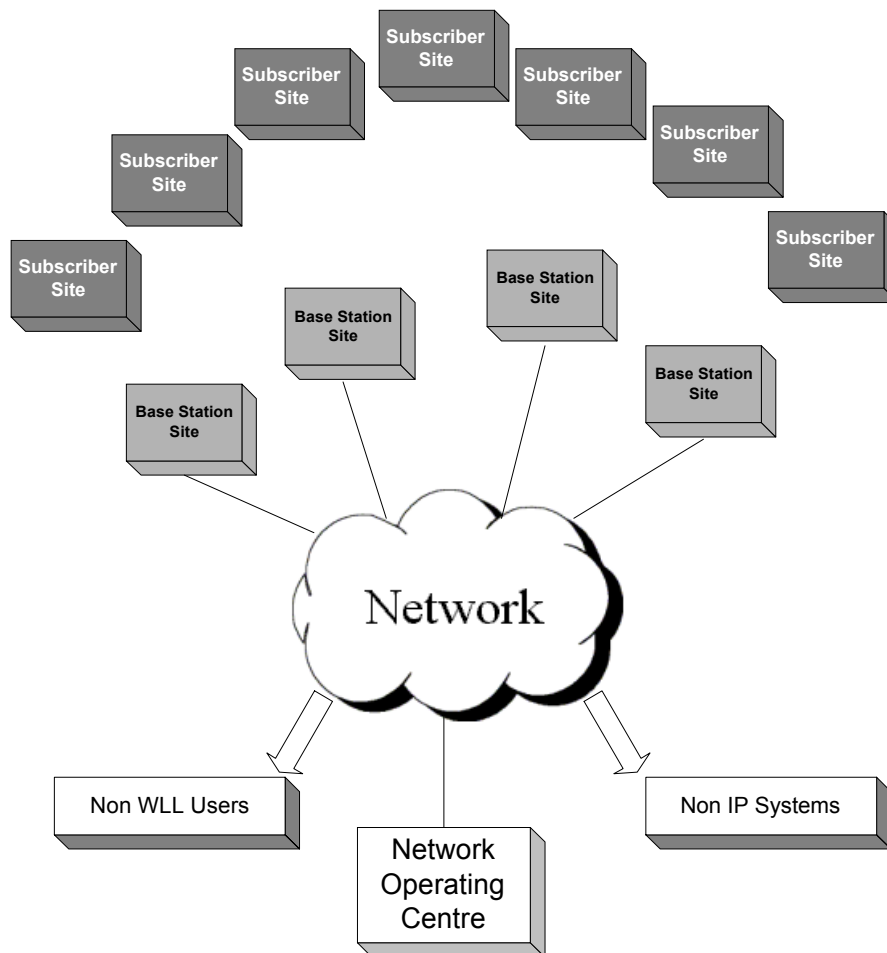 Subscriber
Site
Subscriber
Site
Subscriber
Site
Subscriber
Site
Subscriber
Site
Subscriber
Site
Subscriber
Site
Base Station
Site
Base Station
Site
Base Station
Site
Base Station
Site
Network
Non WLL Users
Non IP Systems
Network
Operating
Centre